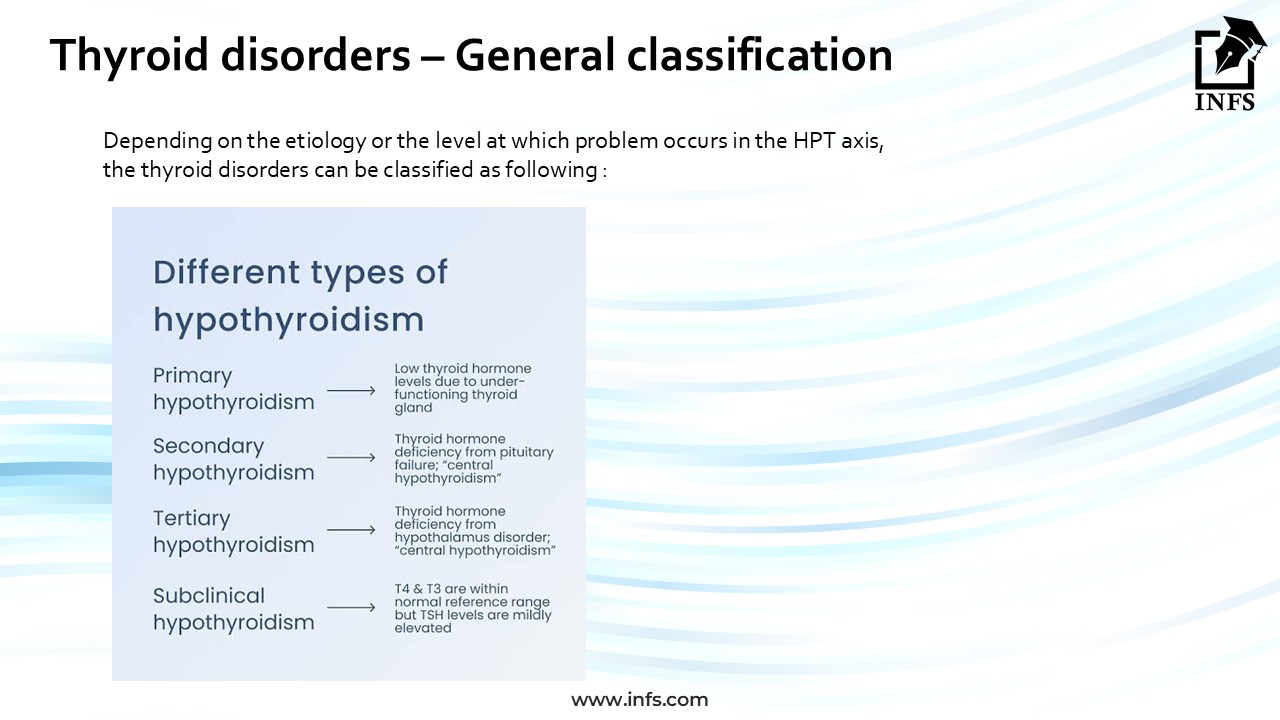 Thyroid disorders – General classification
INFS
Depending on the etiology or the level at which problem occurs in the HPT axis,
the thyroid disorders can be classified as following :
Different types of
hypothyroidism
Primary
hypothyroidism
Low thyroid hormone
levels due to under-
functioning thyroid
gland
Secondary
hypothyroidism
Thyroid hormone
deficiency from pituitary
failure; “central
hypothyroidism”
Tertiary
hypothyroidism
Thyroid hormone
deficiency from
hypothalamus disorder;
“central hypothyroidism”
Subclinical
hypothyroidism
T4 & T3 are within
normal reference range
but TSH levels are mildly
elevated
www.infs.com